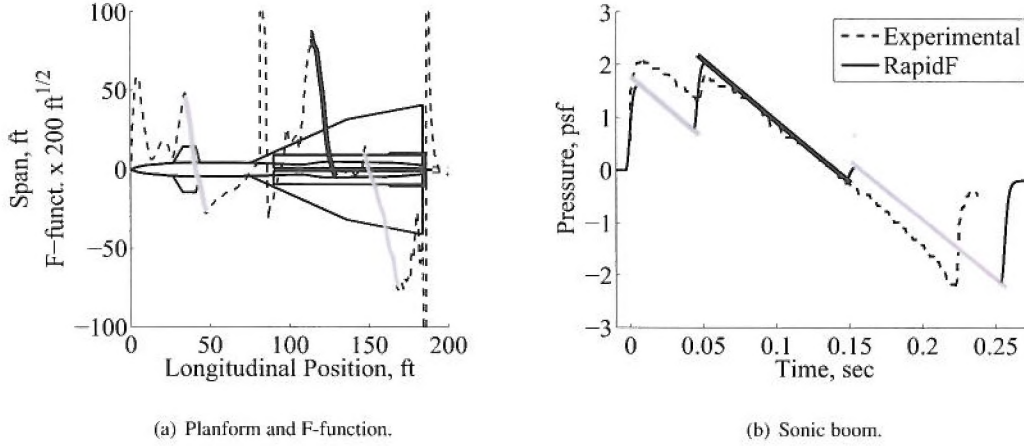 Span, ft
F-funct. x 200 ft1/2
100
50
0
−50
−100
0
50
100
150
200
Longitudinal Position, ft
(a) Planform and F-function.
Pressure, psf
3
2
1
0
−1
−2
−3
0
0.05
0.1
0.15
0.2
0.25
Time, sec
Experimental
RapidF
(b) Sonic boom.